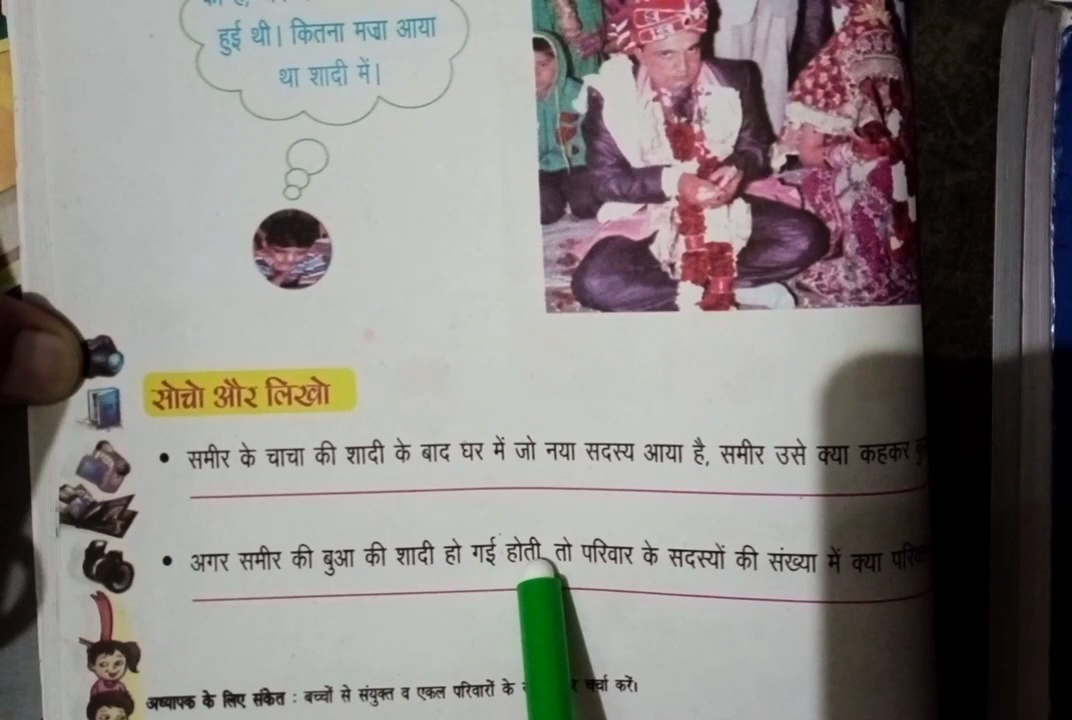 हुई थी। कितना मज़ा आया
था शादी में।
सोचो और लिखो
• समीर के चाचा की शादी के बाद घर में जो नया सदस्य आया है, समीर उसे क्या कहकर
• अगर समीर की बुआ की शादी हो गई होती तो परिवार के सदस्यों की संख्या में क्या
अध्यापक के लिए संकेत : बच्चों से संयुक्त व एकल परिवारों के चर्चा करें।